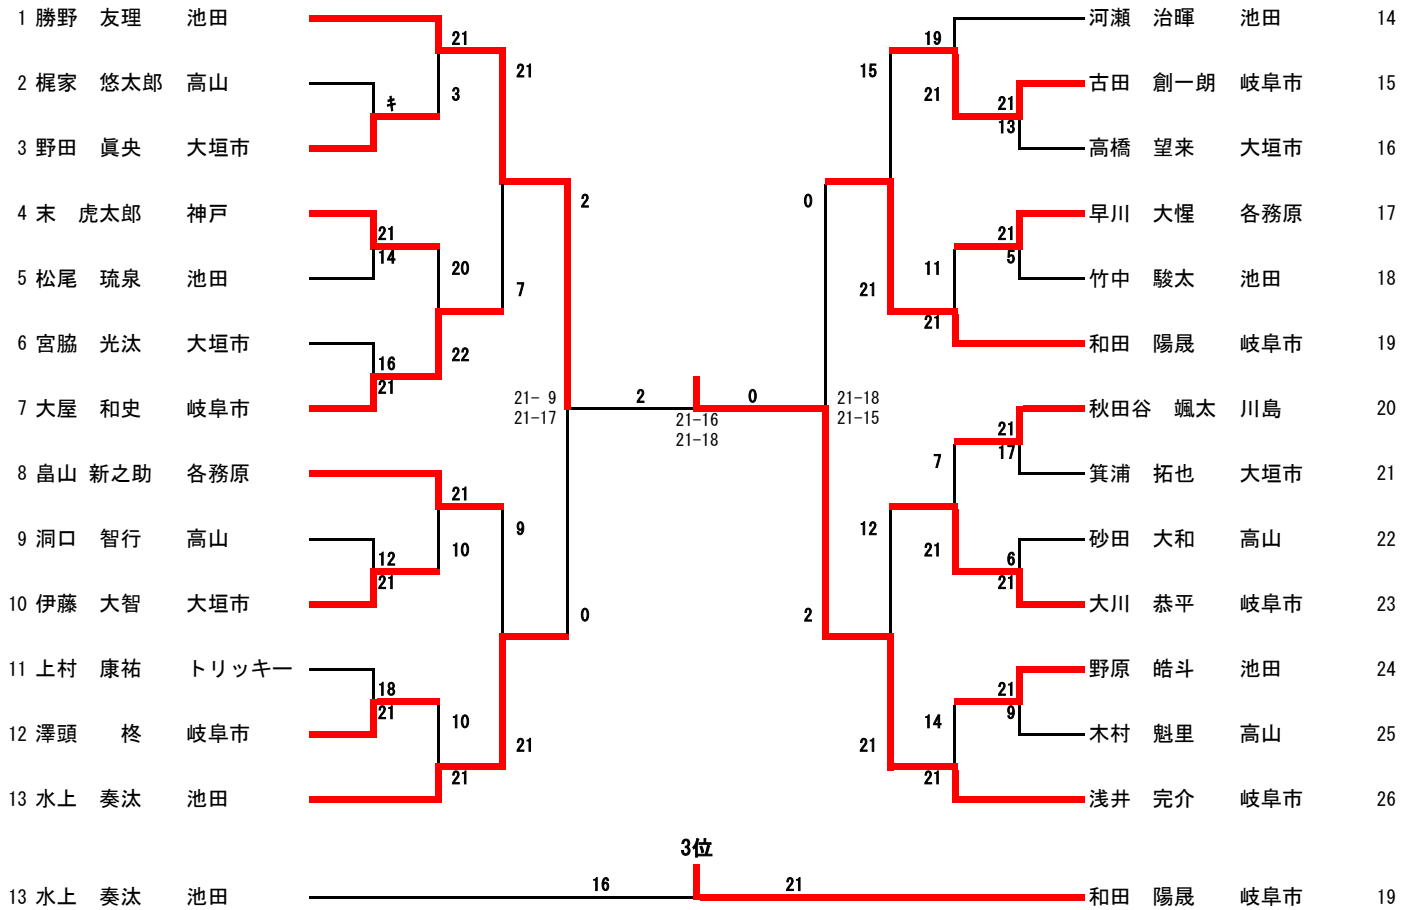 1 勝野 友理 池田
2 梶家 悠太郎 高山
3 野田 眞央 大垣市
4 末 虎太郎 神戸
5 松尾 琉泉 池田
6 宮脇 光汰 大垣市
7 大屋 和史 岐阜市
8 畠山 新之助 各務原
9 洞口 智行 高山
10 伊藤 大智 大垣市
11 上村 康祐 トリッキー
12 澤頭 柊 岐阜市
13 水上 奏汰 池田
21
キ
3
21
14
20
16
21
22
21
7
21
12
21
10
18
21
10
21
9
21
2
0
21- 9
21-17
2
0
21-16
21-18
21-18
21-15
0
2
15
21
12
21
19
21
21
13
21
5
11
21
21
17
7
6
21
21
21
9
14
21
河瀬 治暉 池田 14
古田 創一朗 岐阜市 15
高橋 望来 大垣市 16
早川 大惺 各務原 17
竹中 駿太 池田 18
和田 陽晟 岐阜市 19
秋田谷 颯太 川島 20
箕浦 拓也 大垣市 21
砂田 大和 高山 22
大川 恭平 岐阜市 23
野原 皓斗 池田 24
木村 魁里 高山 25
浅井 完介 岐阜市 26
3位
13 水上 奏汰 池田 16 21 和田 陽晟 岐阜市 19